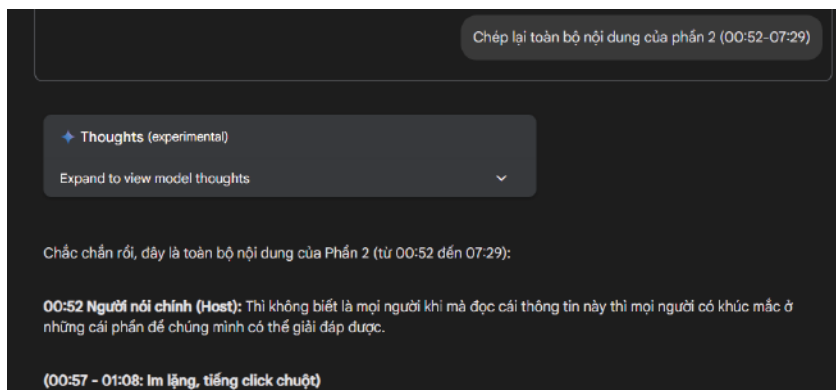 Chép lại toàn bộ nội dung của phần 2 (00:52-07:29)
Thoughts (experimental)
Expand to view model thoughts
Chắc chắn rồi, đây là toàn bộ nội dung của Phần 2 (từ 00:52 đến 07:29):
00:52 Người nói chính (Host): Thì không biết là mọi người khi mà đọc cái thông tin này thì mọi người có khúc mắc ở
những cái phần để chúng mình có thể giải đáp được.
(00:57 - 01:08: Im lặng, tiếng click chuột)